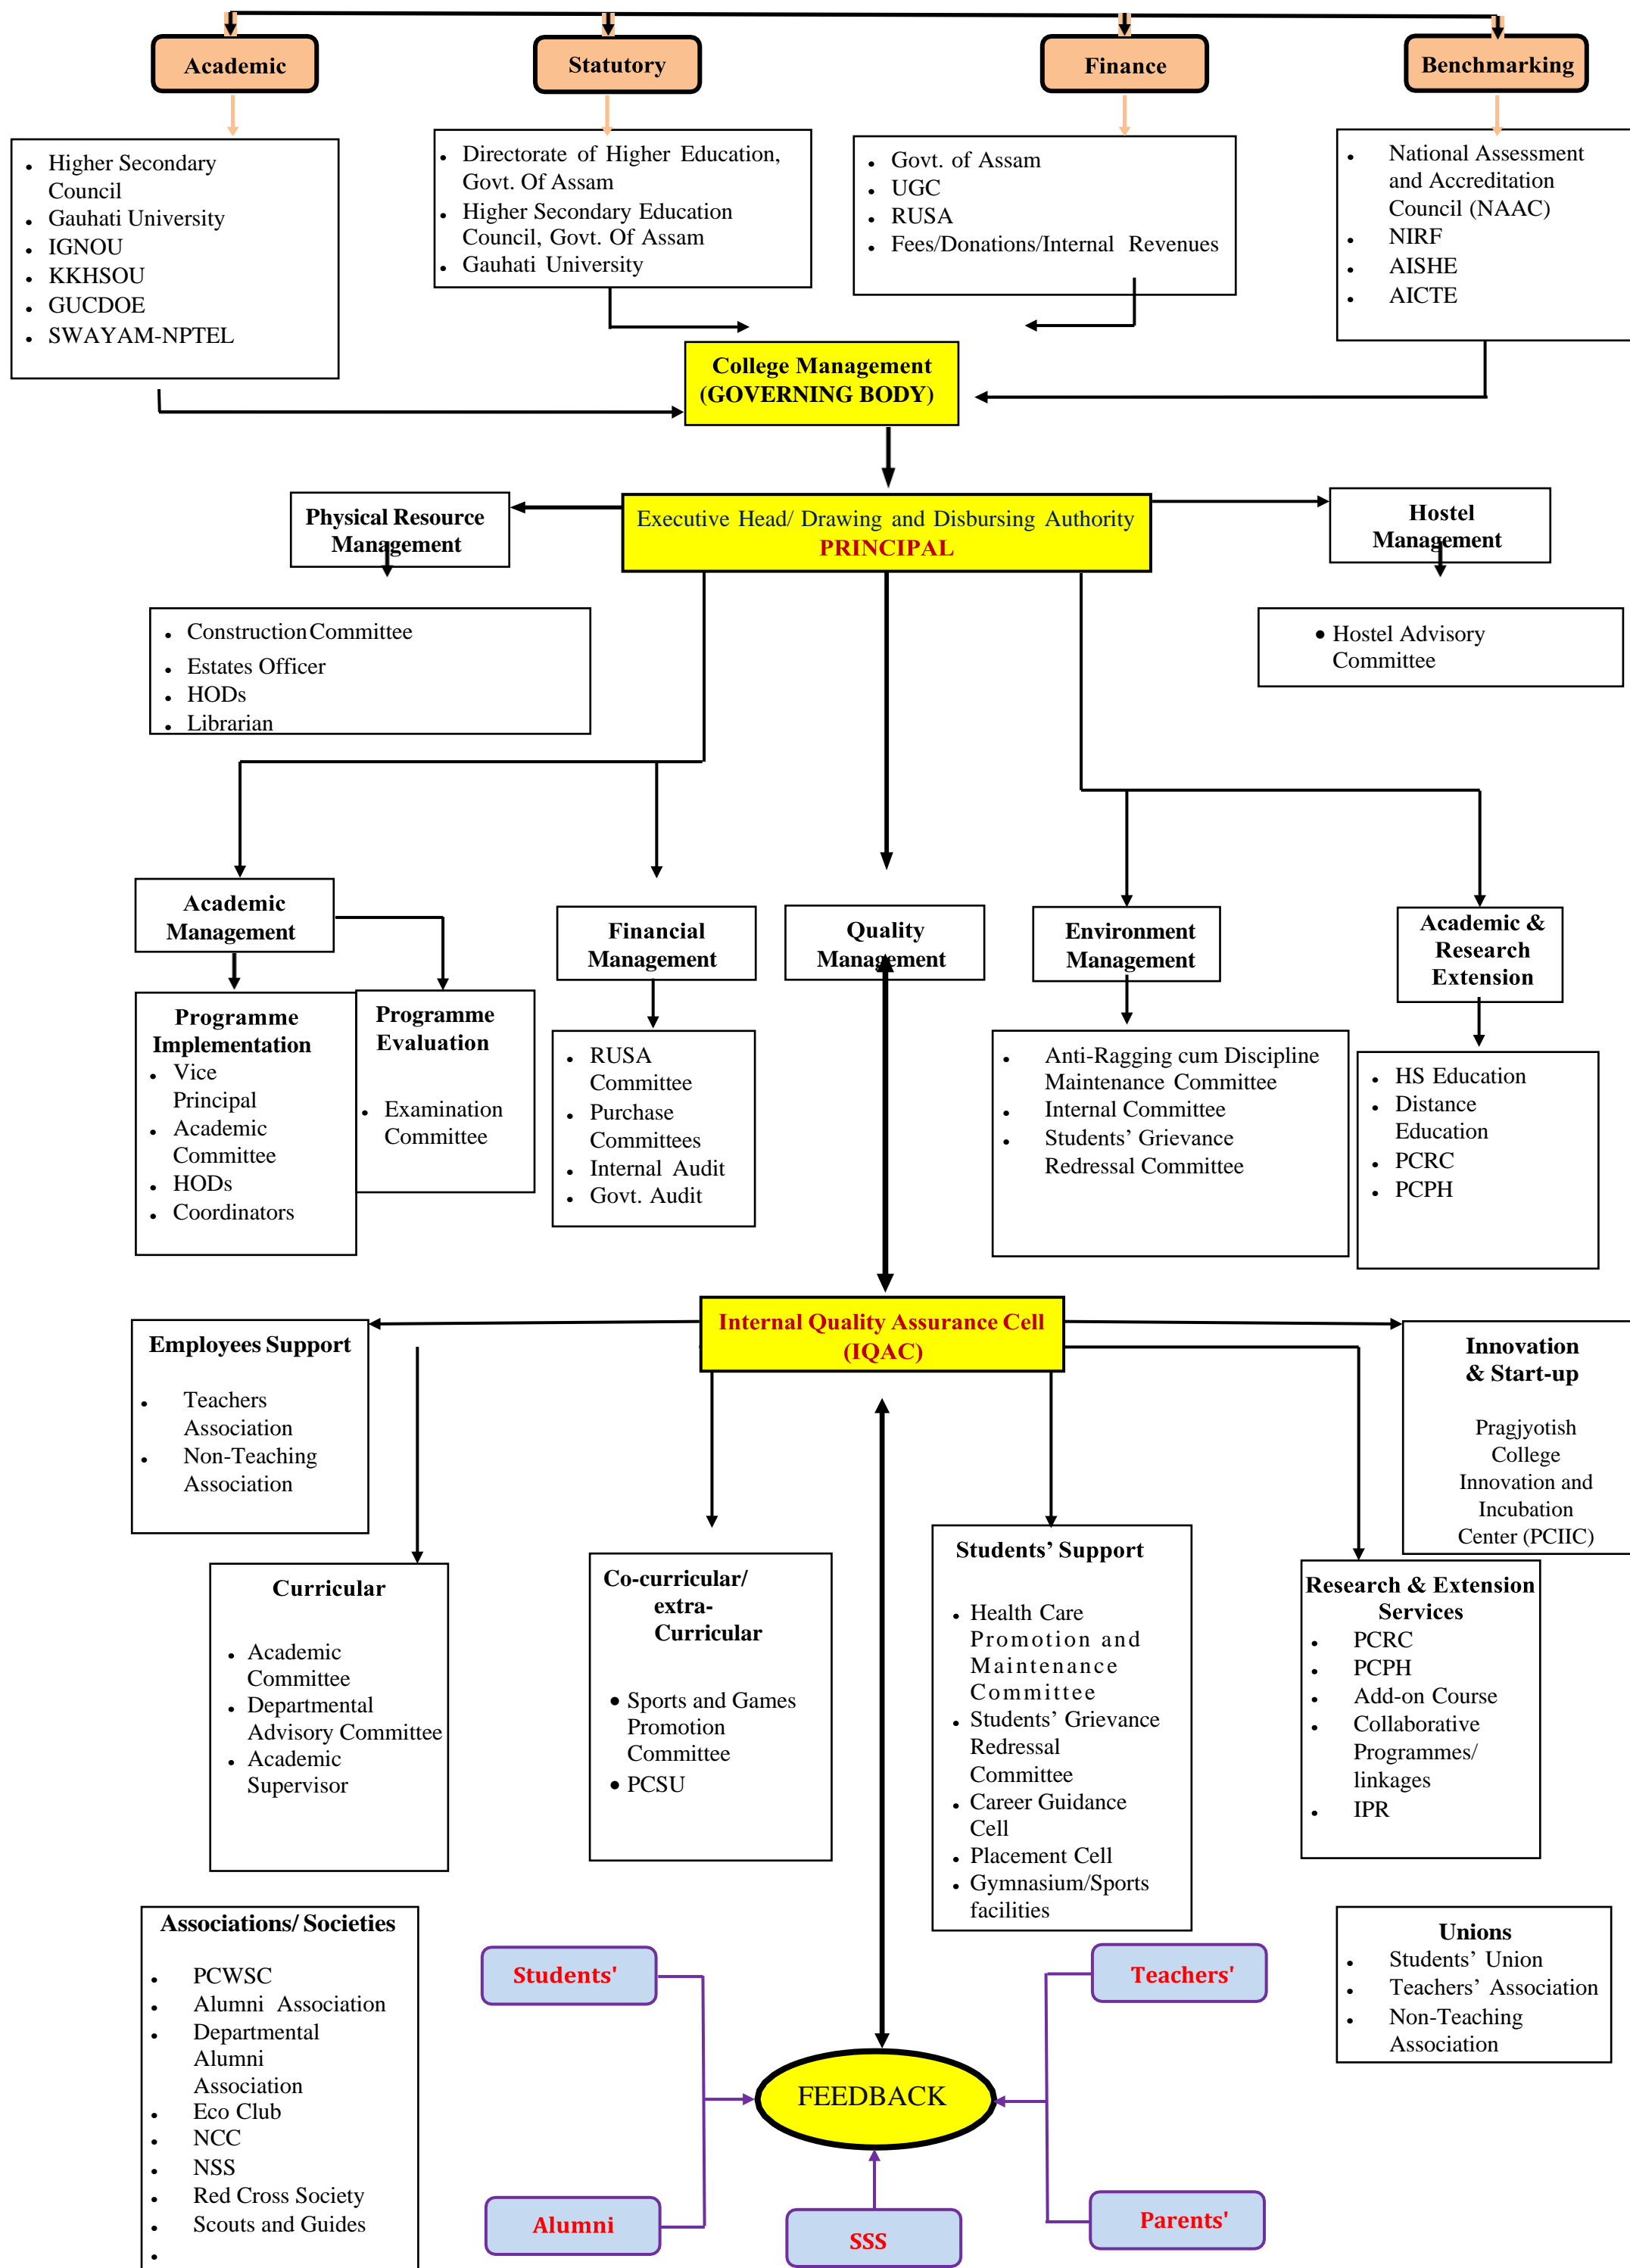 Academic
Statutory
Finance
Benchmarking
• Higher Secondary
Council
• Gauhati University
• IGNOU
• KKHSOU
• GUCDOE
• SWAYAM-NPTEL
• Directorate of Higher Education,
Govt. Of Assam
• Higher Secondary Education
Council, Govt. Of Assam
• Gauhati University
• Govt. of Assam
• UGC
• RUSA
• Fees/Donations/Internal Revenues
• National Assessment
and Accreditation
Council (NAAC)
• NIRF
• AISHE
• AICTE
College Management
(GOVERNING BODY)
Physical Resource
Management
Executive Head/ Drawing and Disbursing Authority
PRINCIPAL
Hostel
Management
• Construction Committee
• Estates Officer
• HODs
• Librarian
• Hostel Advisory
Committee
Academic
Management
Financial
Management
Quality
Management
Environment
Management
Academic &
Research
Extension
Programme
Implementation
• Vice
Principal
• Academic
Committee
• HODs
• Coordinators
Programme
Evaluation
• Examination
Committee
• RUSA
Committee
• Purchase
Committees
• Internal Audit
• Govt. Audit
• Anti-Ragging cum Discipline
Maintenance Committee
• Internal Committee
• Students’ Grievance
Redressal Committee
• HS Education
• Distance
Education
• PCRC
• PCPH
Internal Quality Assurance Cell
(IQAC)
Employees Support
• Teachers
Association
• Non-Teaching
Association
Innovation
& Start-up
Pragjyotish
College
Innovation and
Incubation
Center (PCIIC)
Curricular
• Academic
Committee
• Departmental
Advisory Committee
• Academic
Supervisor
Co-curricular/
extra-
Curricular
• Sports and Games
Promotion
Committee
• PCSU
Students’ Support
• Health Care
Promotion and
Maintenance
Committee
• Students’ Grievance
Redressal
Committee
• Career Guidance
Cell
• Placement Cell
• Gymnasium/Sports
facilities
Research & Extension
Services
• PCRC
• PCPH
• Add-on Course
• Collaborative
Programmes/
linkages
• IPR
Associations/ Societies
• PCWSC
• Alumni Association
• Departmental
Alumni
Association
• Eco Club
• NCC
• NSS
• Red Cross Society
• Scouts and Guides
•
Students'
Teachers'
Unions
• Students’ Union
• Teachers’ Association
• Non-Teaching
Association
FEEDBACK
Alumni
SSS
Parents'